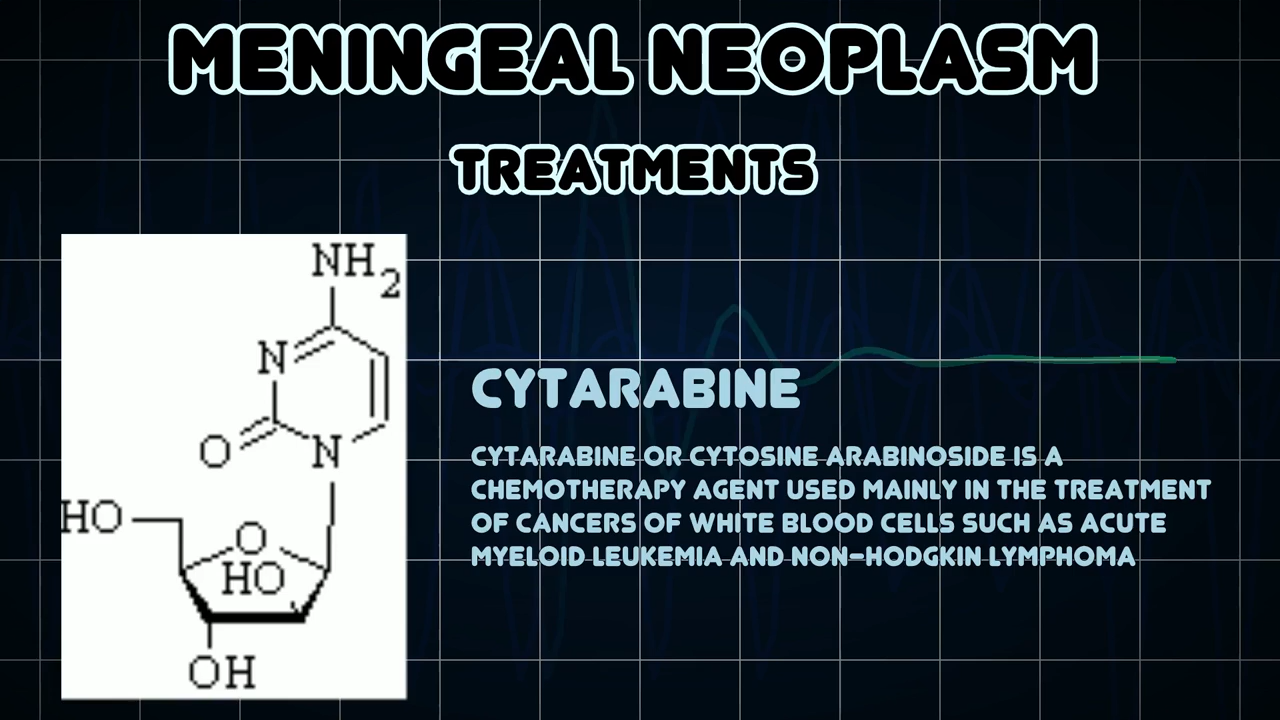 MENINGEAL NEOPLASM
TREATMENTS
NH2
N
O
N
HO
O
HO
OH
CYTARABINE
CYTARABINE OR CYTOSINE ARABINOSIDE IS A
CHEMOTHERAPY AGENT USED MAINLY IN THE TREATMENT
OF CANCERS OF WHITE BLOOD CELLS SUCH AS ACUTE
MYELOID LEUKEMIA AND NON-HODGKIN LYMPHOMA